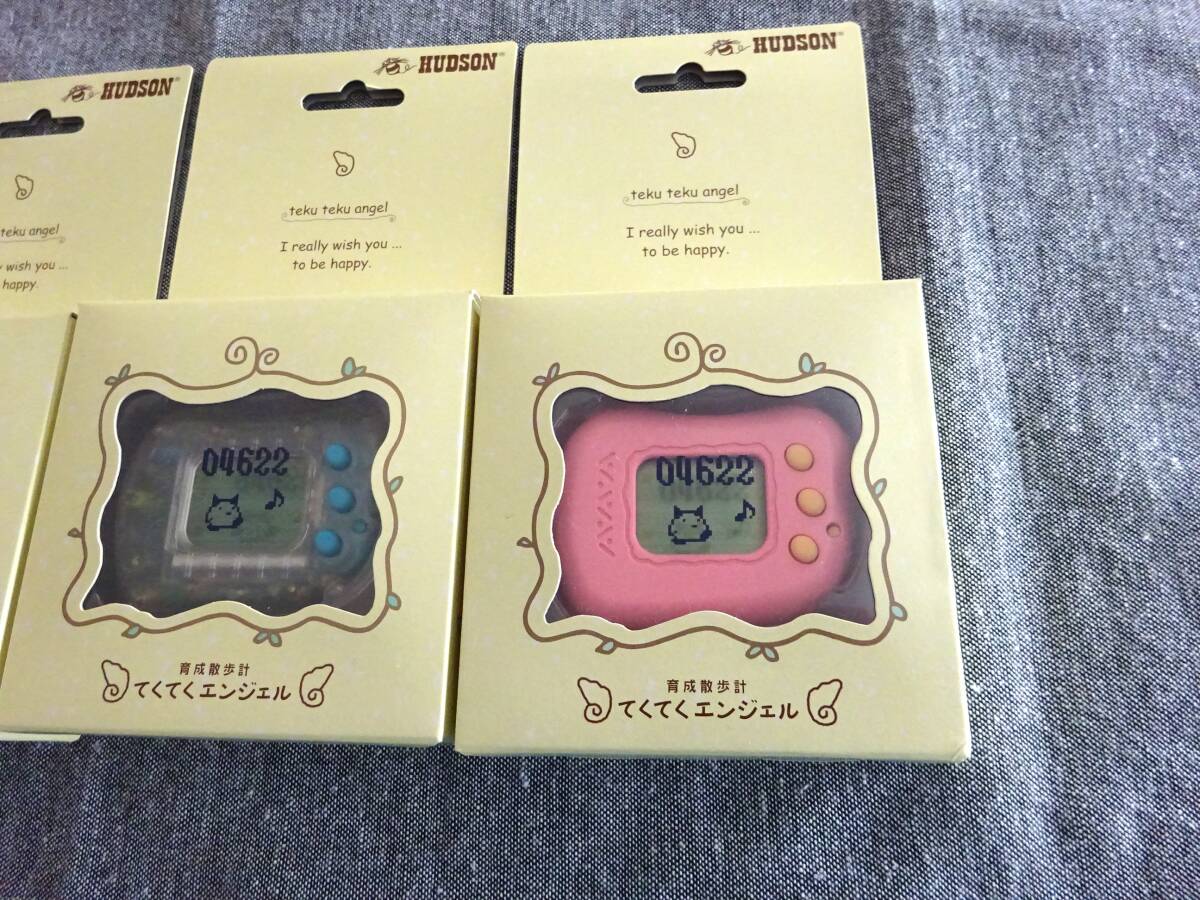 HUDSON
teku teku angel
wish you ...
happy.
HUDSON
teku teku angel
I really wish you ...
to be happy.
04622
育成散歩計
てくてくエンジェル
HUDSON
teku teku angel
I really wish you ...
to be happy.
04622
育成散歩計
てくてくエンジェル